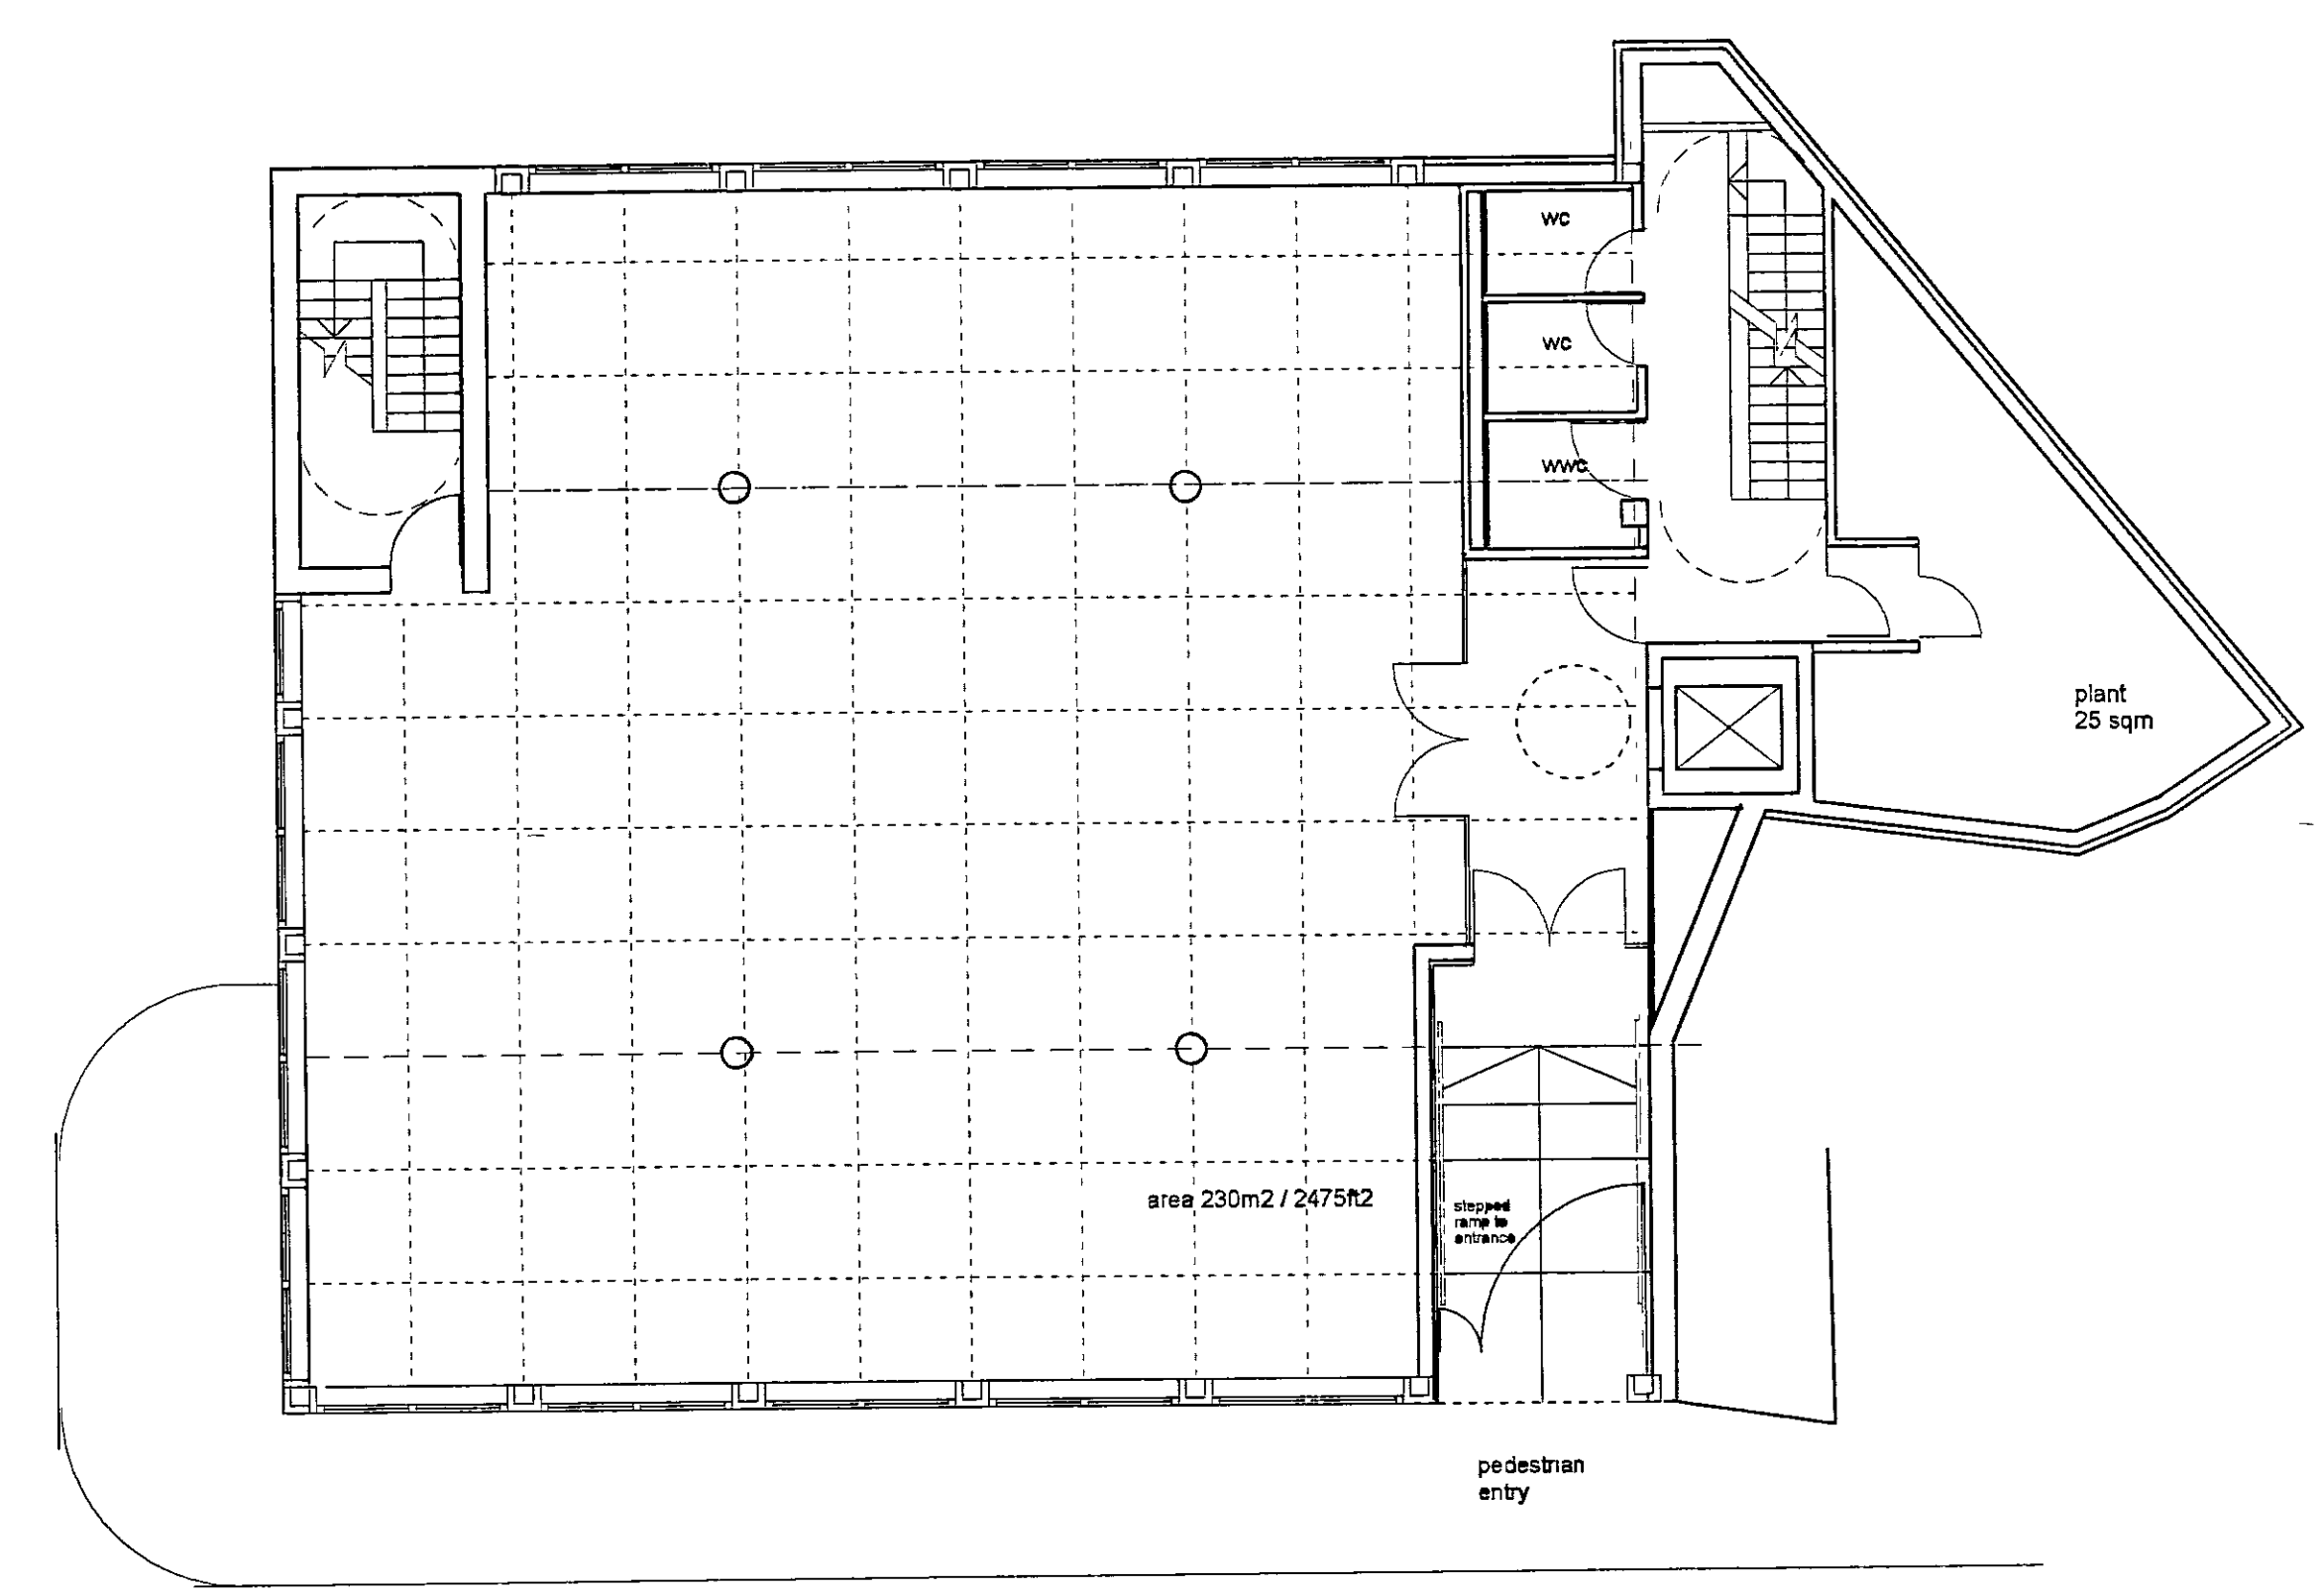 wc
wc
wwc
plant
25 sqm
area 230m2 / 2475ft2
stepped
ramp to
entrance
pedestrian
entry